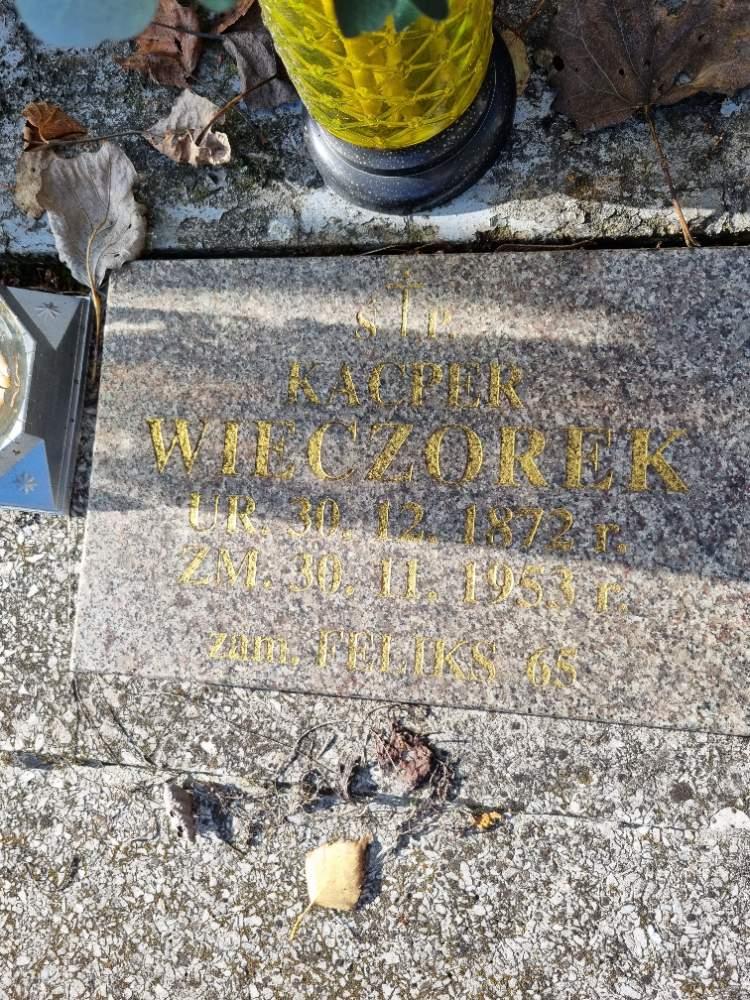 Ś P.
KACPER
WIECZOREK
UR. 30. 12. 1872 r.
ZM. 30. 11. 1953 r.
zam. FELIKS 65